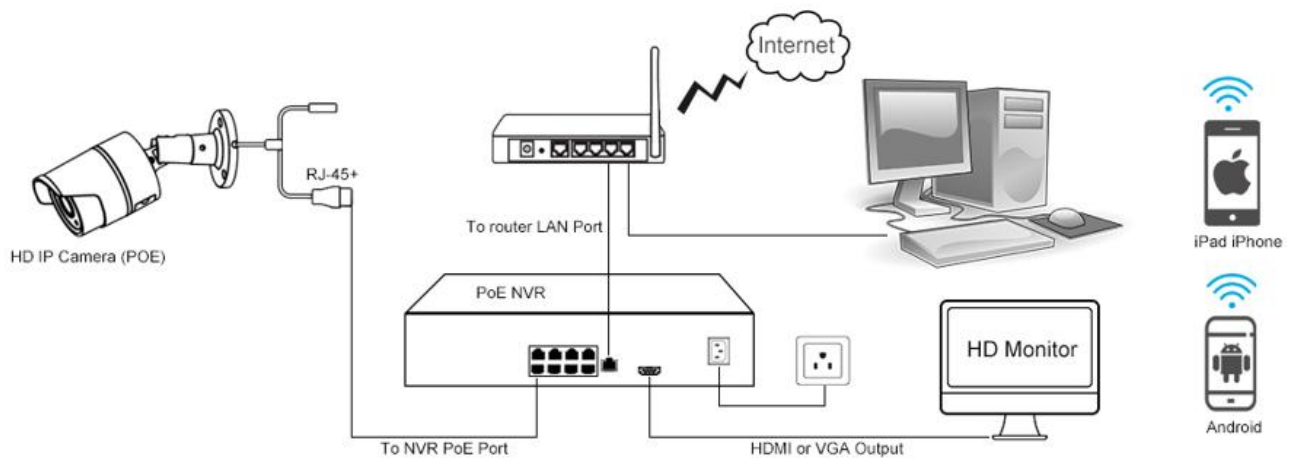 Internet
RJ-45+
HD IP Camera (POE)
To router LAN Port
iPad iPhone
PoE NVR
HD Monitor
Android
To NVR PoE Port
HDMI or VGA Output